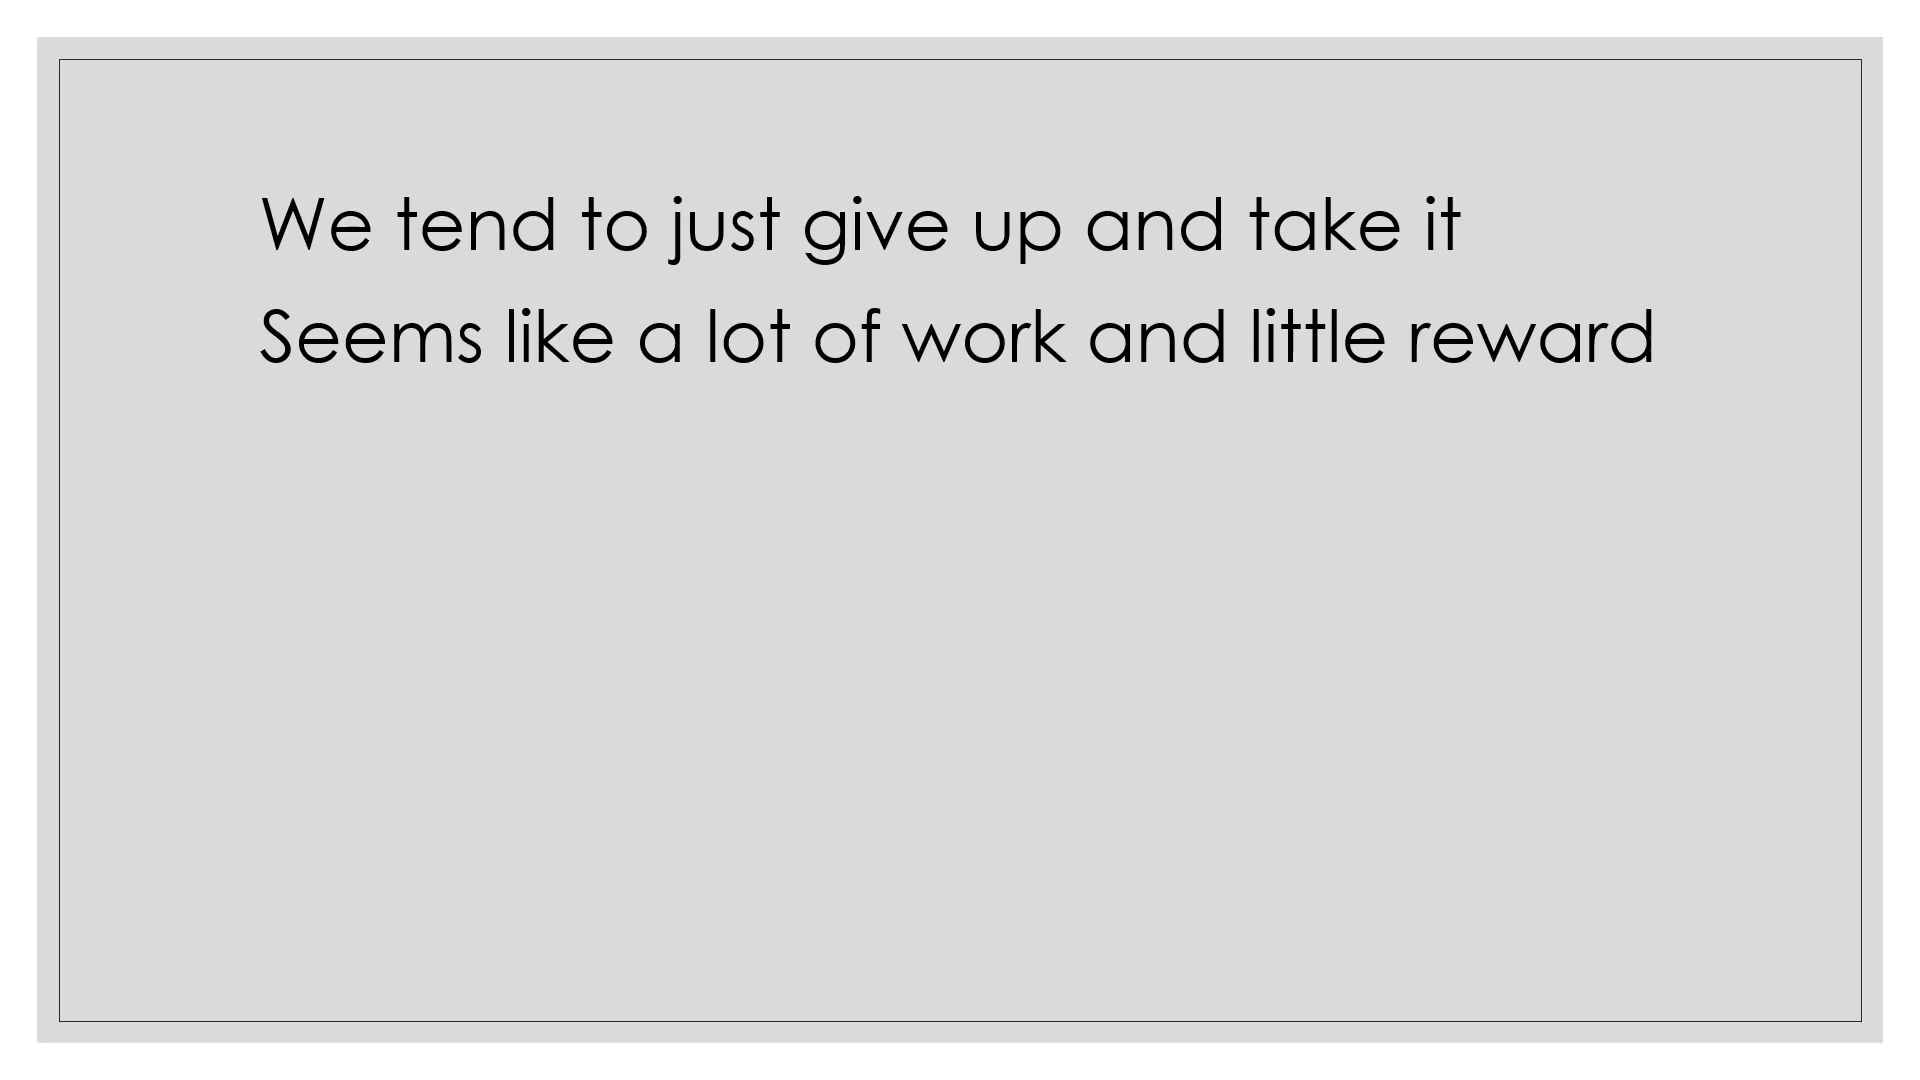 We tend to just give up and take it
Seems like a lot of work and little reward